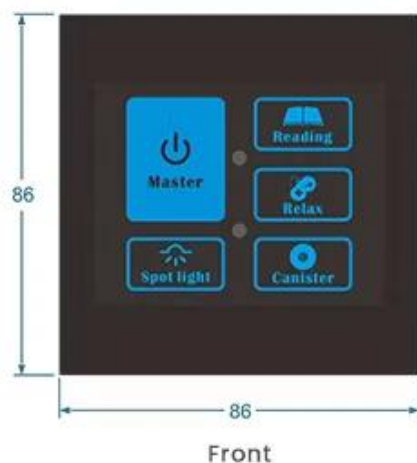 86
Master
Reading
Relax
Spot light
Canister
86
Front